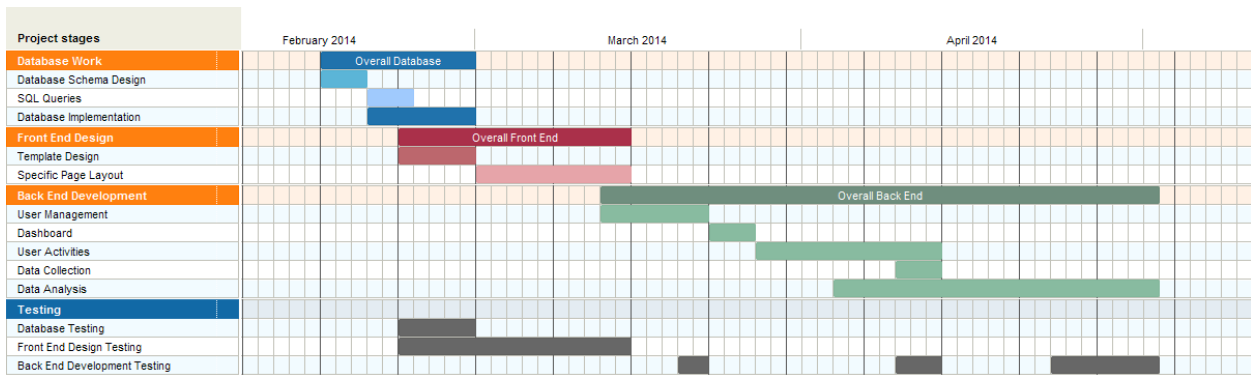 Project stages February 2014 March 2014 April 2014
Database Work Overall Database
Database Schema Design
SQL Queries
Database Implementation
Front End Design Overall Front End
Template Design
Specific Page Layout
Back End Development Overall Back End
User Management
Dashboard
User Activities
Data Collection
Data Analysis
Testing
Database Testing
Front End Design Testing
Back End Development Testing